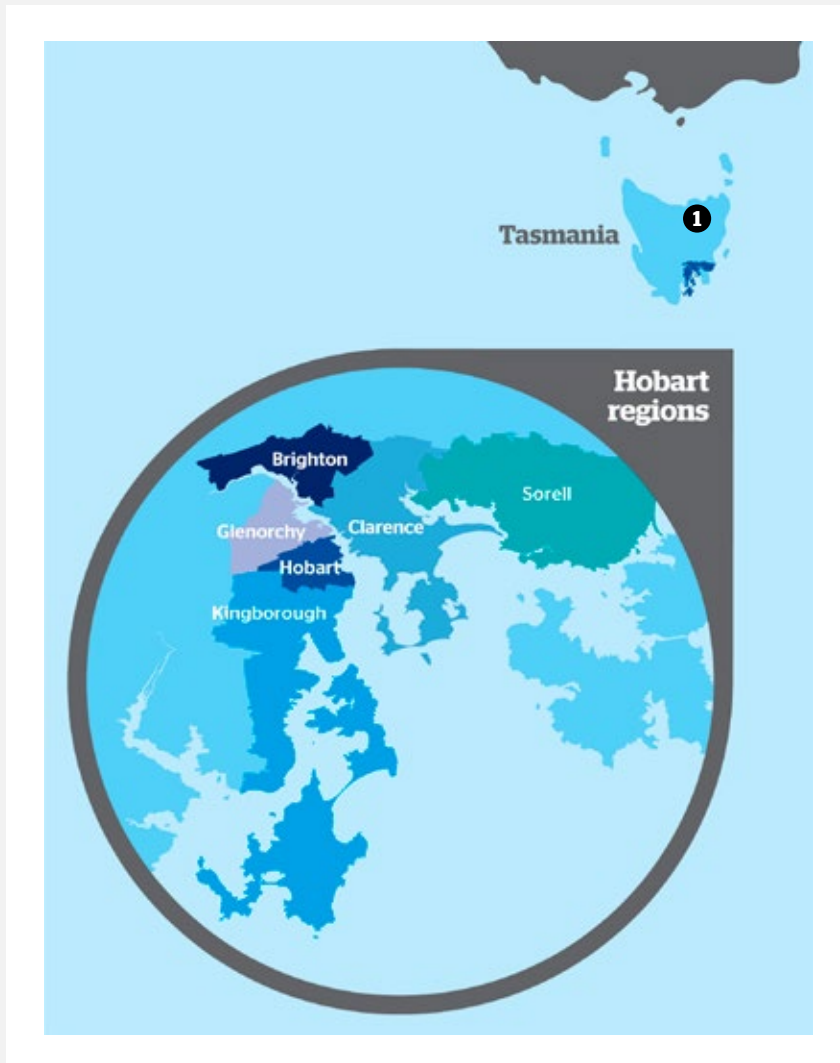 1
Tasmania
Hobart
regions
Brighton
Sorell
Glenorchy
Clarence
Hobart
Kingborough